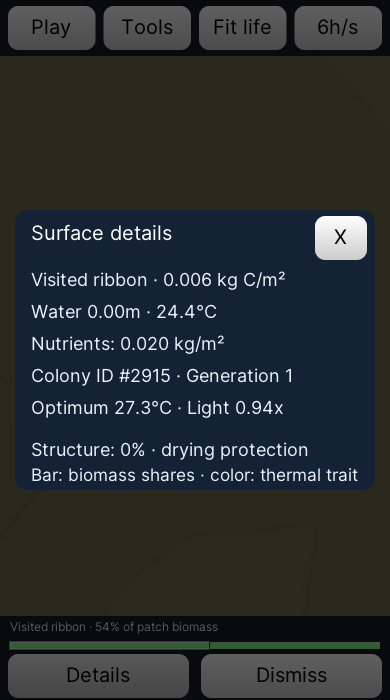 Play Tools Fit life 6h/s
Surface details X
Visited ribbon · 0.006 kg C/m²
Water 0.00m · 24.4°C
Nutrients: 0.020 kg/m²
Colony ID #2915 · Generation 1
Optimum 27.3°C · Light 0.94x
Structure: 0% · drying protection
Bar: biomass shares · color: thermal trait
Visited ribbon · 54% of patch biomass
Details Dismiss